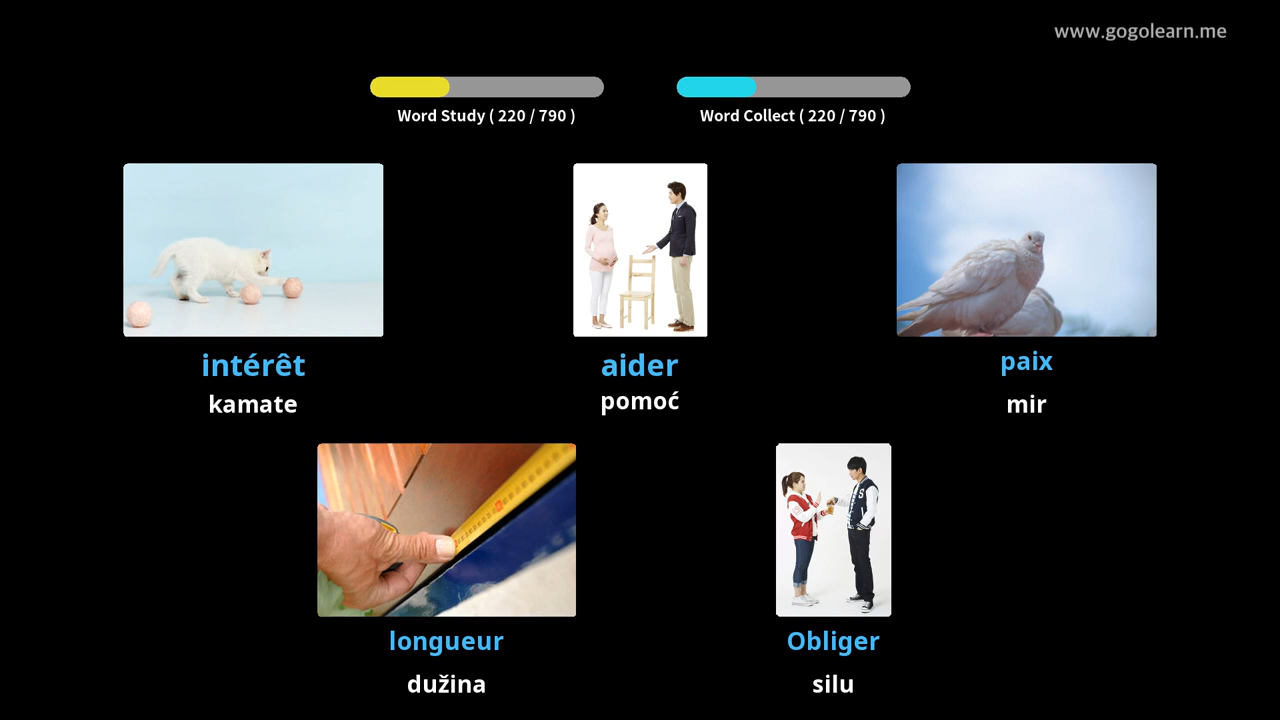 www.gogolearn.me
Word Study ( 220 / 790 )
Word Collect ( 220 / 790 )
intérêt
kamate
aider
pomoć
paix
mir
longueur
dužina
Obliger
silu